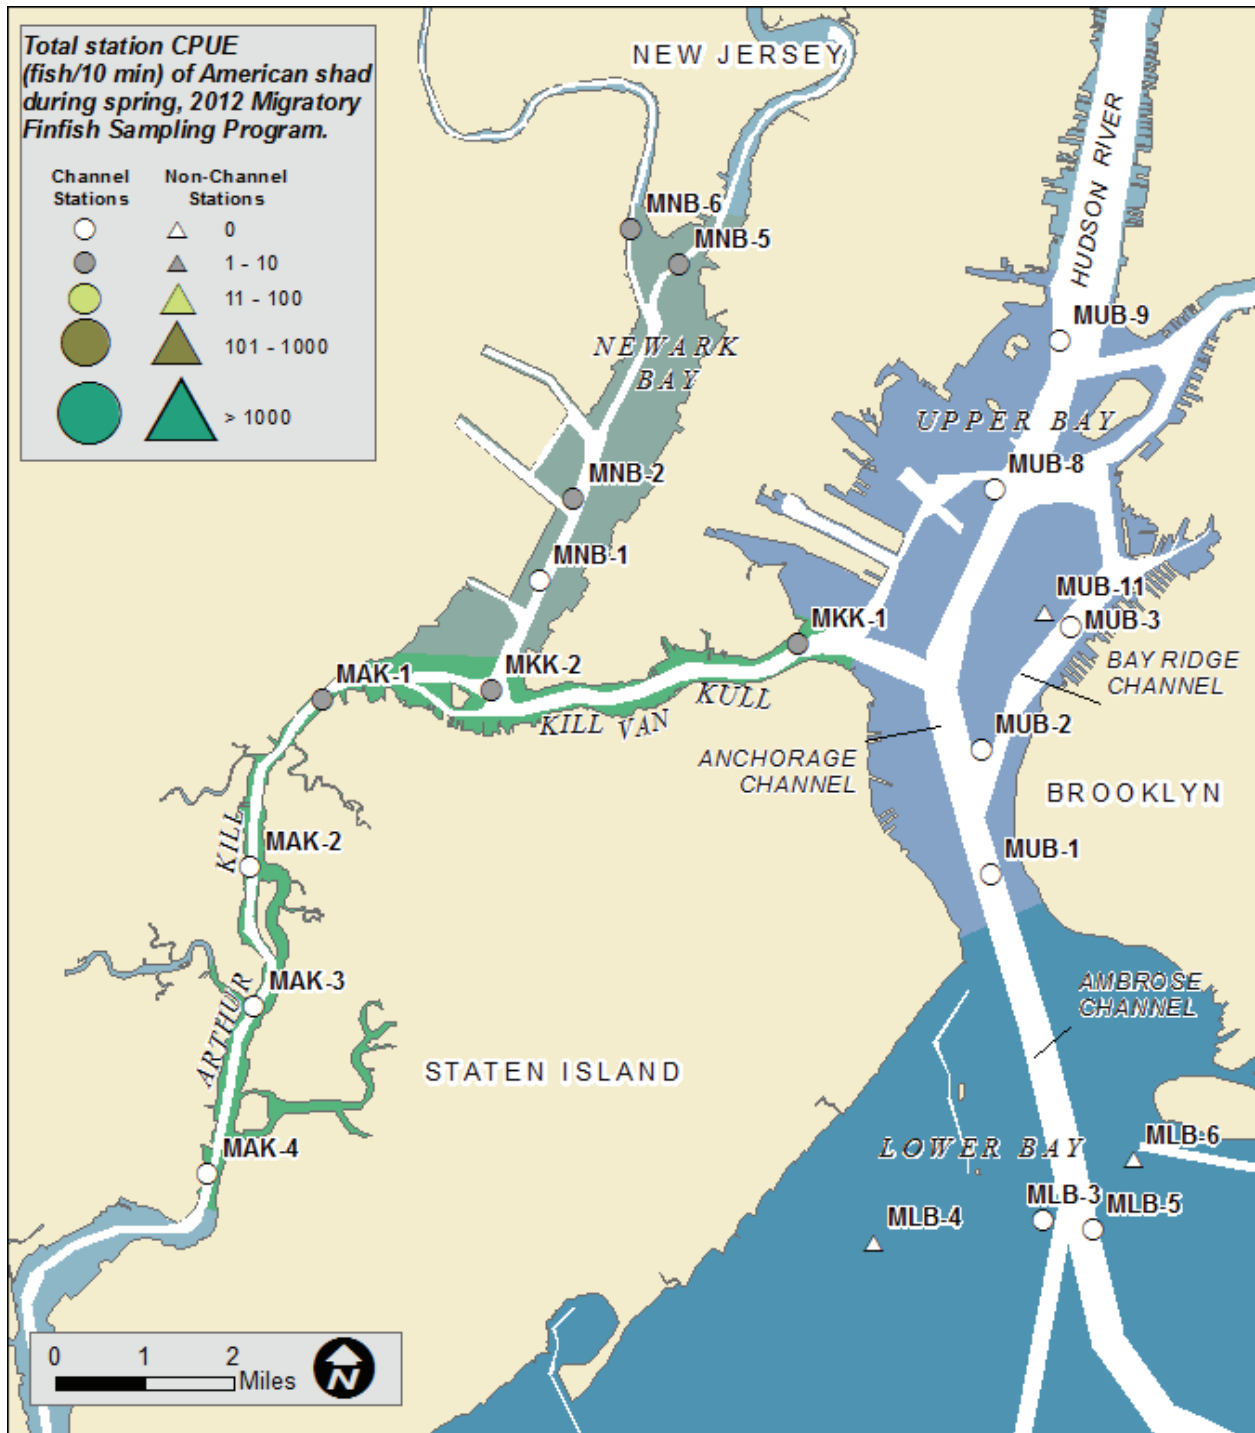 Total station CPUE
(fish/10 min) of American shad
during spring, 2012 Migratory
Finfish Sampling Program.
Channel
Stations
Non-Channel
Stations
0
1 - 10
11 - 100
101 - 1000
> 1000
NEW JERSEY
HUDSON RIVER
MNB-6
MNB-5
NEWARK
BAY
MUB-9
UPPER BAY
MUB-8
MNB-2
MNB-1
MUB-11
MUB-3
MKK-1
BAY RIDGE
CHANNEL
MAK-1
MKK-2
KILL VAN KULL
MUB-2
ANCHORAGE
CHANNEL
BROOKLYN
MUB-1
MAK-2
ARTHUR KILL
MAK-3
AMBROSE
CHANNEL
STATEN ISLAND
MAK-4
LOWER BAY
MLB-6
MLB-3
MLB-5
MLB-4
0 1 2
Miles
N